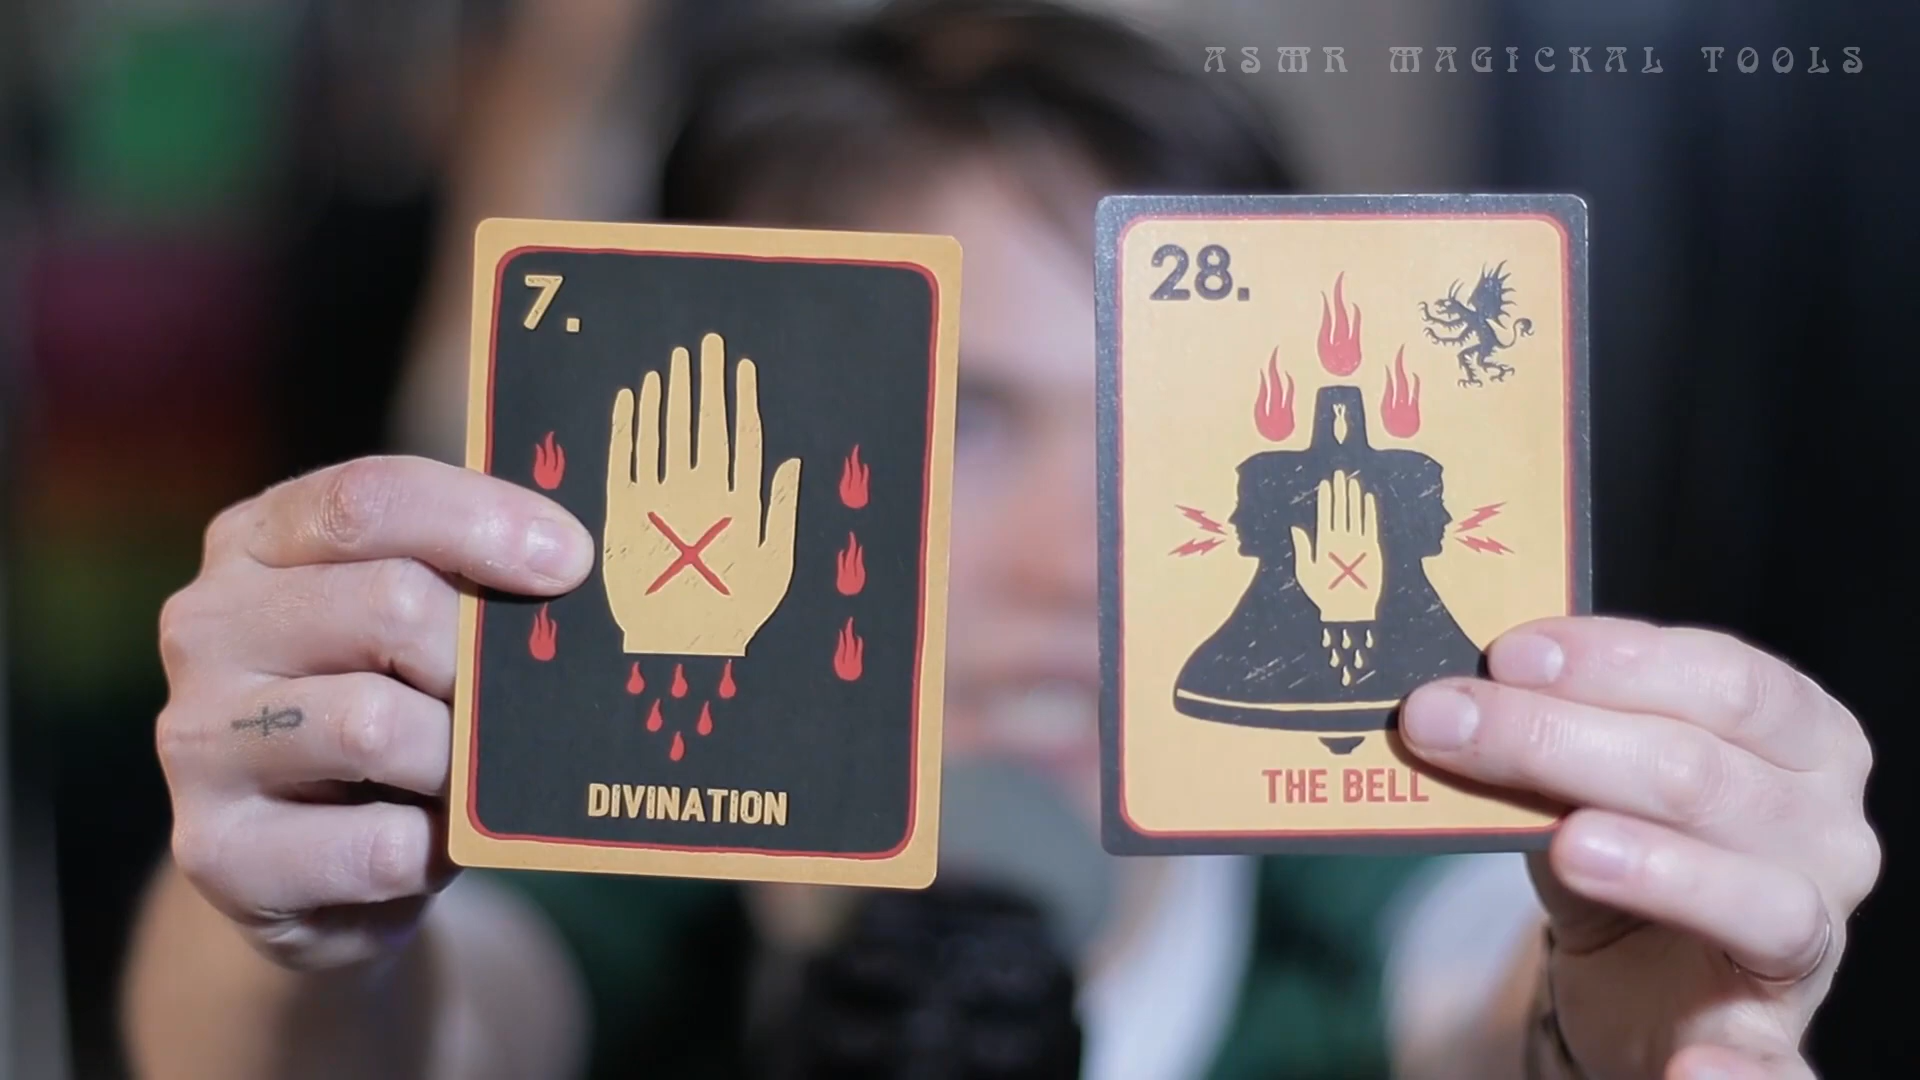 ASMR MAGICKAL TOOLS
7.
DIVINATION
28.
THE BELL